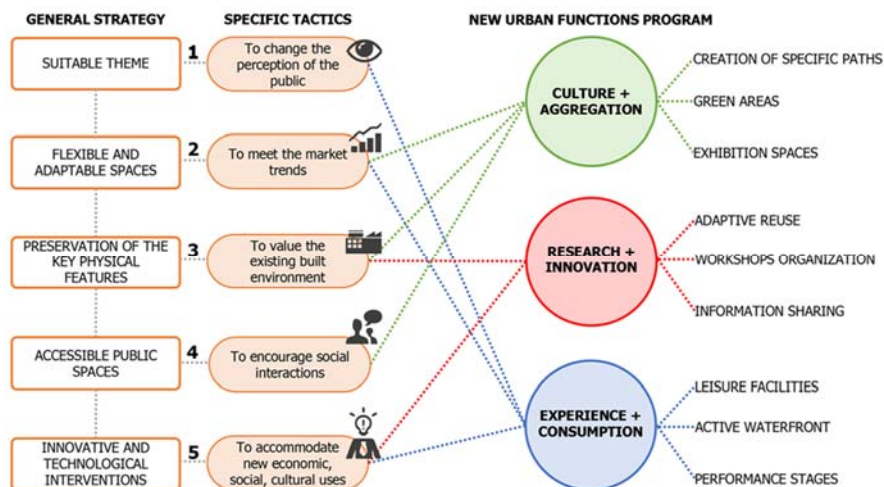 GENERAL STRATEGY
SPECIFIC TACTICS
NEW URBAN FUNCTIONS PROGRAM
SUITABLE THEME
1
To change the
perception of the
public
FLEXIBLE AND
ADAPTABLE SPACES
2
To meet the market
trends
PRESERVATION OF THE
KEY PHYSICAL
FEATURES
3
To value the
existing built
environment
ACCESSIBLE PUBLIC
SPACES
4
To encourage social
interactions
INNOVATIVE AND
TECHNOLOGICAL
INTERVENTIONS
5
To accommodate
new economic,
social, cultural uses
CULTURE +
AGGREGATION
CREATION OF SPECIFIC PATHS
GREEN AREAS
EXHIBITION SPACES
RESEARCH +
INNOVATION
ADAPTIVE REUSE
WORKSHOPS ORGANIZATION
INFORMATION SHARING
EXPERIENCE +
CONSUMPTION
LEISURE FACILITIES
ACTIVE WATERFRONT
PERFORMANCE STAGES